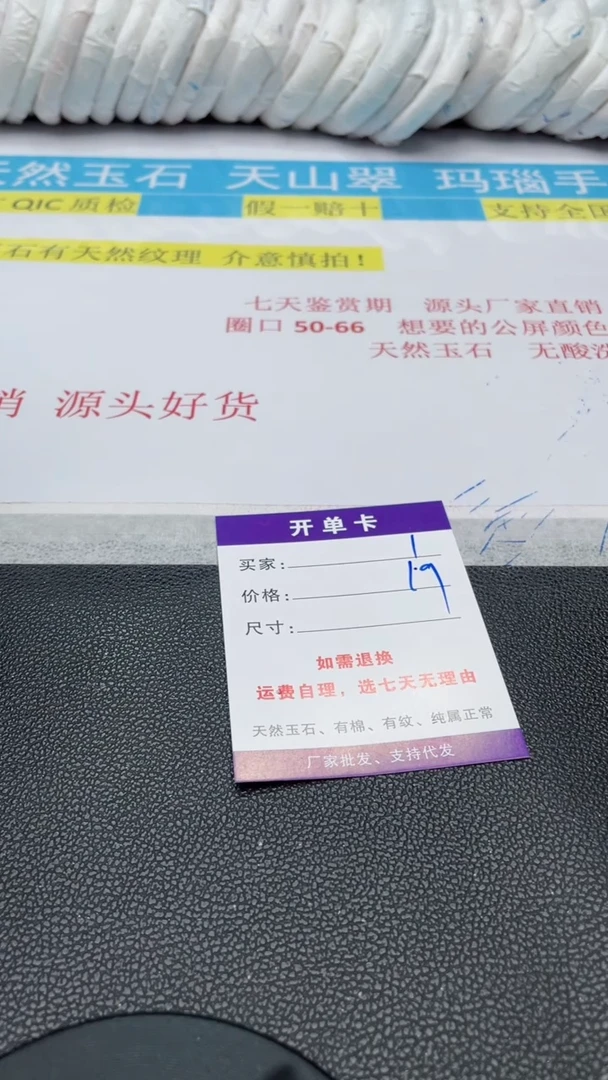 天然玉石 天山翠 玛瑙手
QIC 质检 假一赔十 支持全国
石有天然纹理 介意慎拍！
七天鉴赏期 源头厂家直销
圈口 50-66 想要的公屏颜色
天然玉石 无酸洗
销 源头好货
开单卡
买家： 1
价格： 1.9
尺寸：
如需退换
运费自理，选七天无理由
天然玉石、有棉、有纹、纯属正常
厂家批发、支持代发